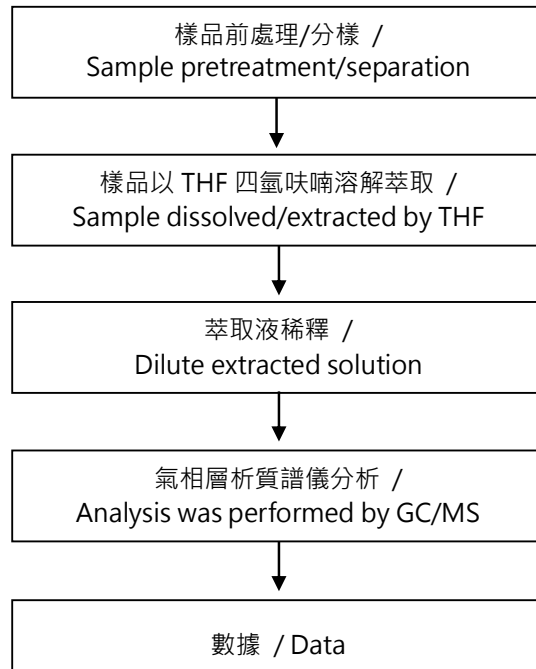 樣品前處理/分樣 /
Sample pretreatment/separation
樣品以 THF 四氫呋喃溶解萃取 /
Sample dissolved/extracted by THF
萃取液稀釋 /
Dilute extracted solution
氣相層析質譜儀分析 /
Analysis was performed by GC/MS
數據 / Data